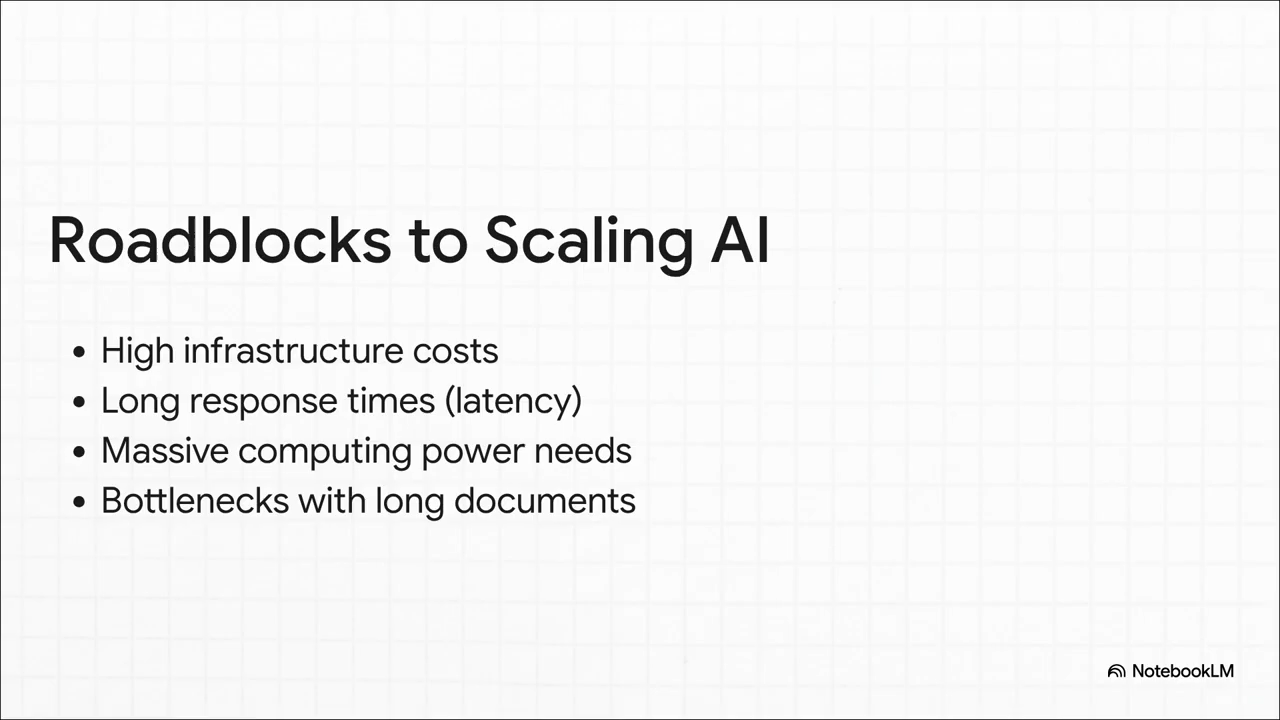 Roadblocks to Scaling AI
• High infrastructure costs
• Long response times (latency)
• Massive computing power needs
• Bottlenecks with long documents
NotebookLM